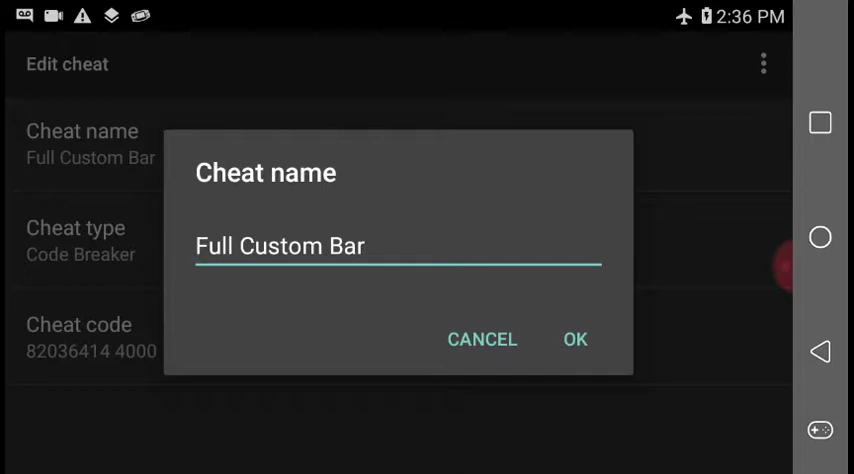 2:36 PM
Edit cheat
Cheat name
Full Custom Bar
Cheat type
Code Breaker
Cheat code
82036414 4000
Cheat name
Full Custom Bar
CANCEL OK